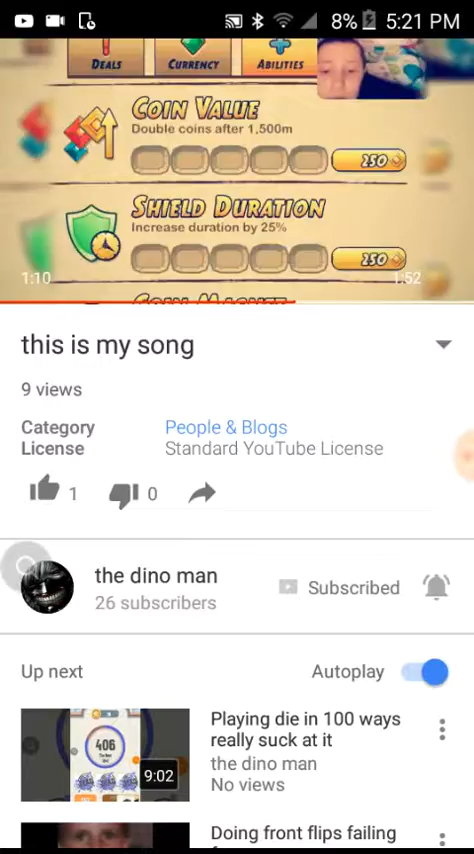 8% 5:21 PM
DEALS CURRENCY ABILITIES
COIN VALUE
Double coins after 1,500m
250
SHIELD DURATION
Increase duration by 25%
250
1:10 1:52
COIN MAGNET
this is my song
9 views
Category People & Blogs
License Standard YouTube License
1 0
the dino man Subscribed
26 subscribers
Up next Autoplay
406
9:02
Playing die in 100 ways
really suck at it
the dino man
No views
Doing front flips failing